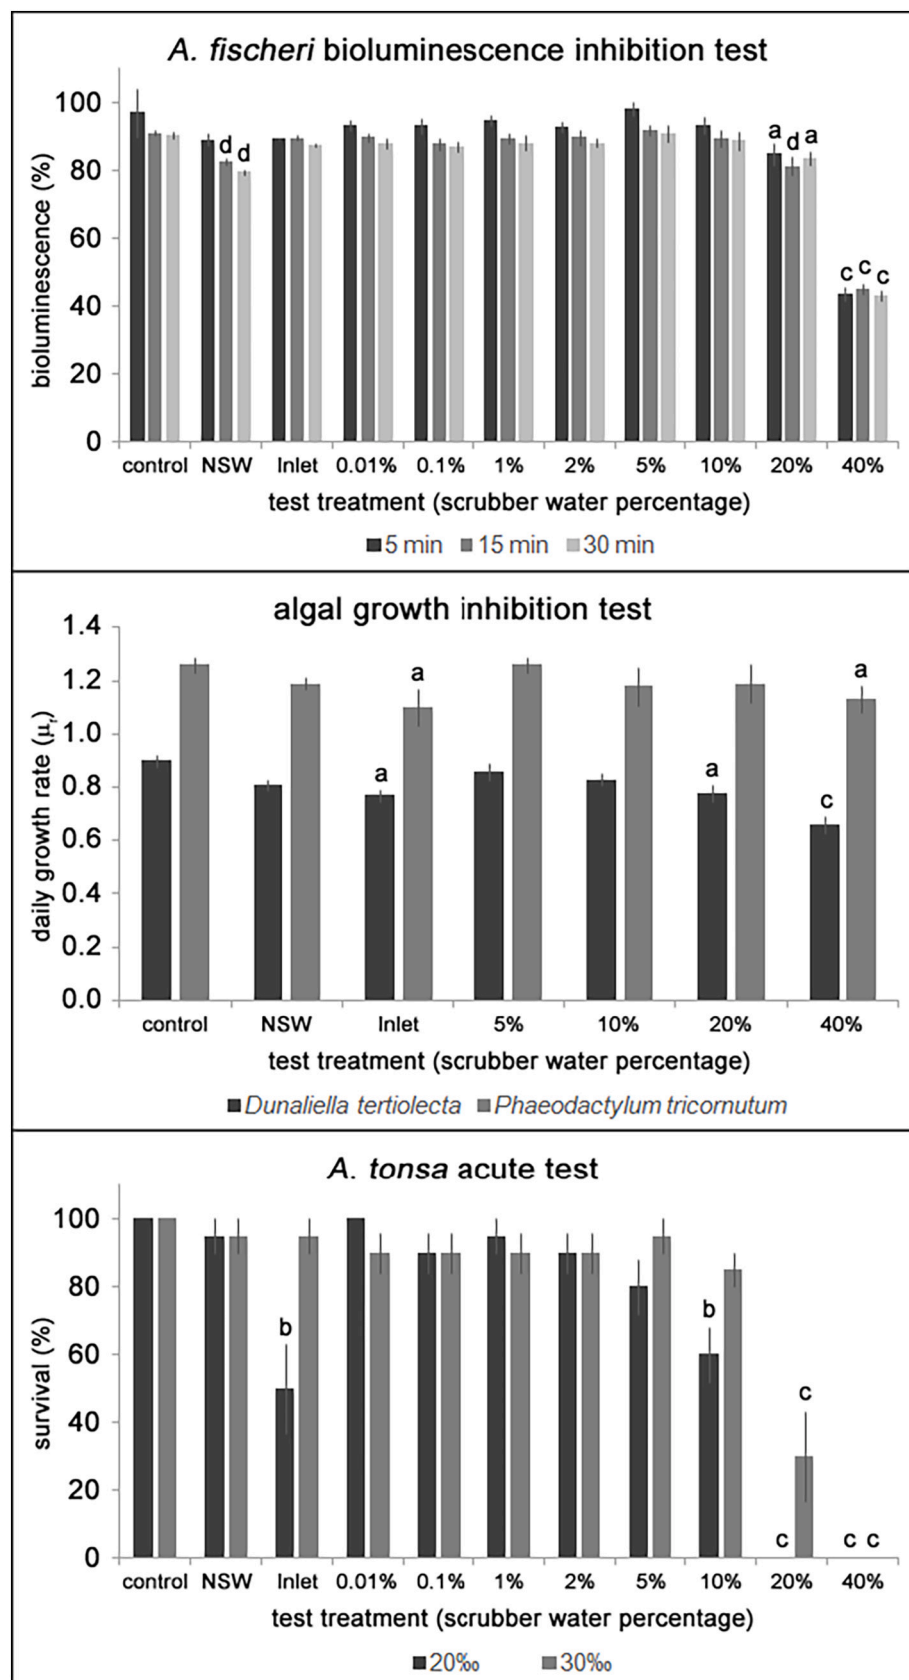 A. fischeri bioluminescence inhibition test
bioluminescence (%)
100
80
60
40
20
0
d d
a d a
c c c
control NSW Inlet 0.01% 0.1% 1% 2% 5% 10% 20% 40%
test treatment (scrubber water percentage)
5 min 15 min 30 min
algal growth inhibition test
daily growth rate (μr)
1.4
1.2
1.0
0.8
0.6
0.4
0.2
0.0
a a
a a
c
control NSW Inlet 5% 10% 20% 40%
test treatment (scrubber water percentage)
Dunaliella tertiolecta Phaeodactylum tricornutum
A. tonsa acute test
survival (%)
100
80
60
40
20
0
b
b
c c
c c
control NSW Inlet 0.01% 0.1% 1% 2% 5% 10% 20% 40%
test treatment (scrubber water percentage)
20‰ 30‰